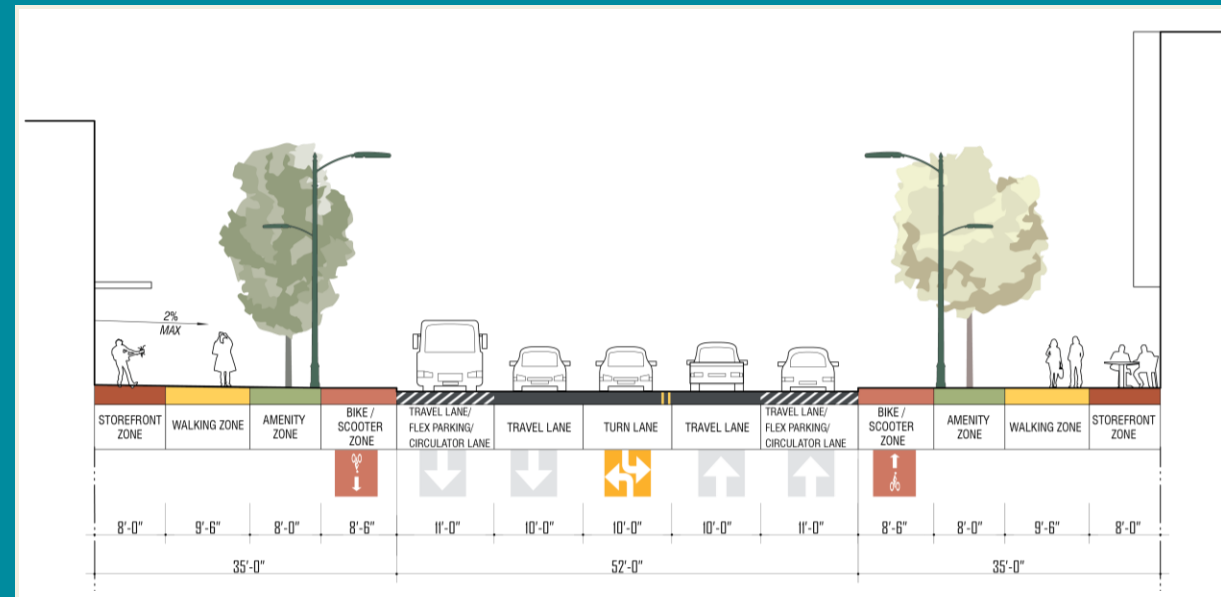 2%
MAX
STOREFRONT
ZONE
WALKING ZONE
AMENITY
ZONE
BIKE /
SCOOTER
ZONE
TRAVEL LANE/
FLEX PARKING/
CIRCULATOR LANE
TRAVEL LANE
TURN LANE
TRAVEL LANE
TRAVEL LANE/
FLEX PARKING/
CIRCULATOR LANE
BIKE /
SCOOTER
ZONE
AMENITY
ZONE
WALKING ZONE
STOREFRONT
ZONE
8'-0" 9'-6" 8'-0" 8'-6" 11'-0" 10'-0" 10'-0" 10'-0" 11'-0" 8'-6" 8'-0" 9'-6" 8'-0"
35'-0" 52'-0" 35'-0"